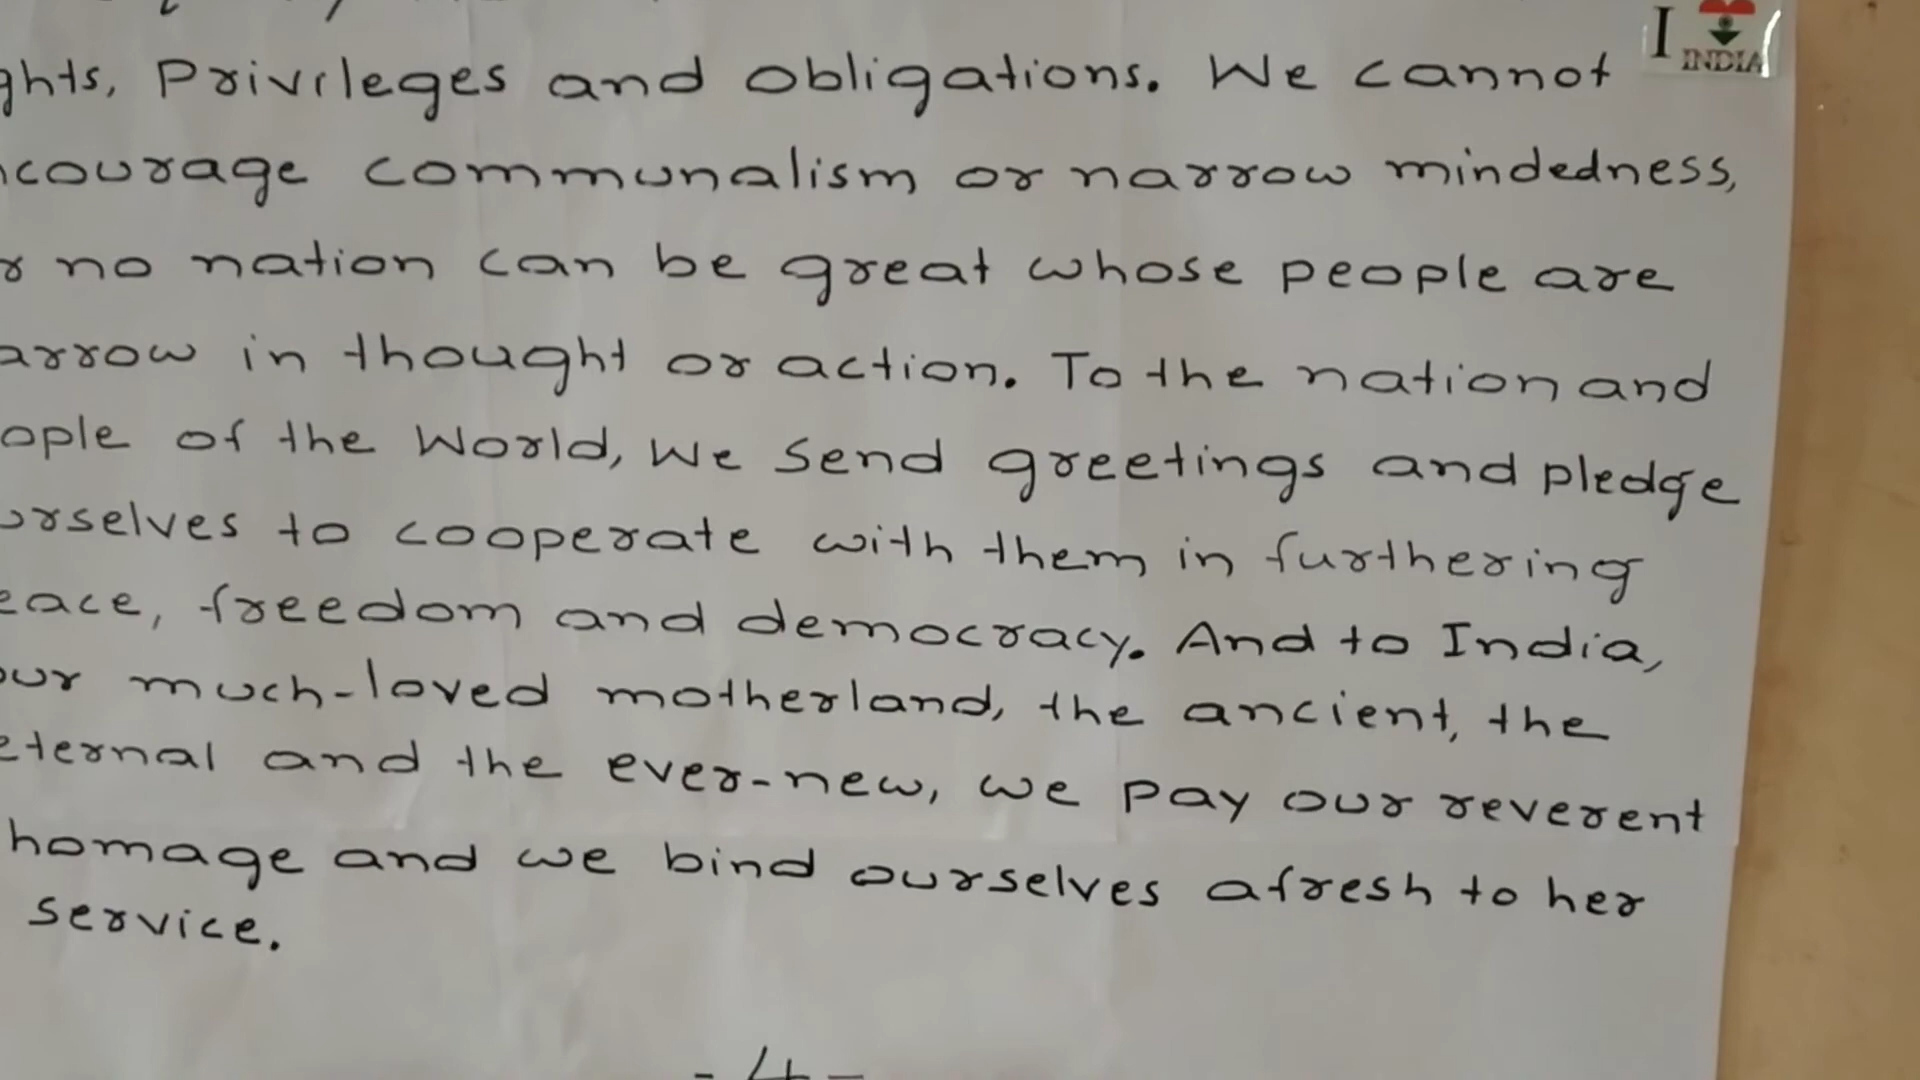 I
INDIA
ghts, Privileges and obligations. We cannot
courage communalism or narrow mindedness,
r no nation can be great whose people are
arrow in thought or action. To the nation and
ople of the World, We send greetings and pledge
urselves to cooperate with them in furthering
eace, freedom and democracy. And to India,
our much-loved motherland, the ancient, the
eternal and the ever-new, we pay our reverent
homage and we bind ourselves afresh to her
service.
-4-